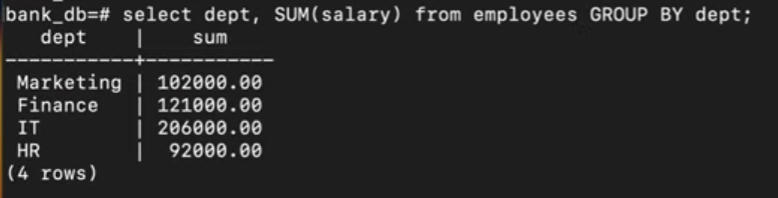 bank_db=# select dept, SUM(salary) from employees GROUP BY dept;
   dept    |    sum
-----------+-----------
 Marketing | 102000.00
 Finance   | 121000.00
 IT        | 206000.00
 HR        |  92000.00
(4 rows)